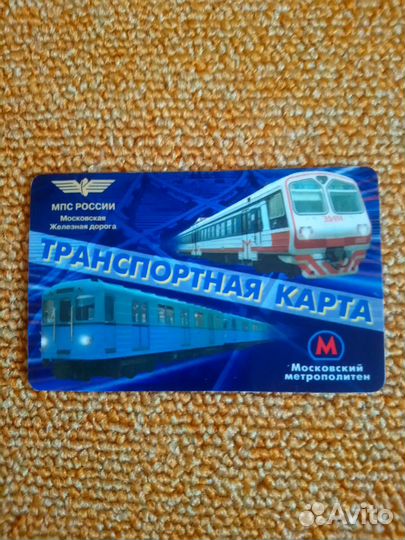 МПС РОССИИ
Московская
Железная дорога
ТРАНСПОРТНАЯ КАРТА
М
Московский
метрополитен
Avito